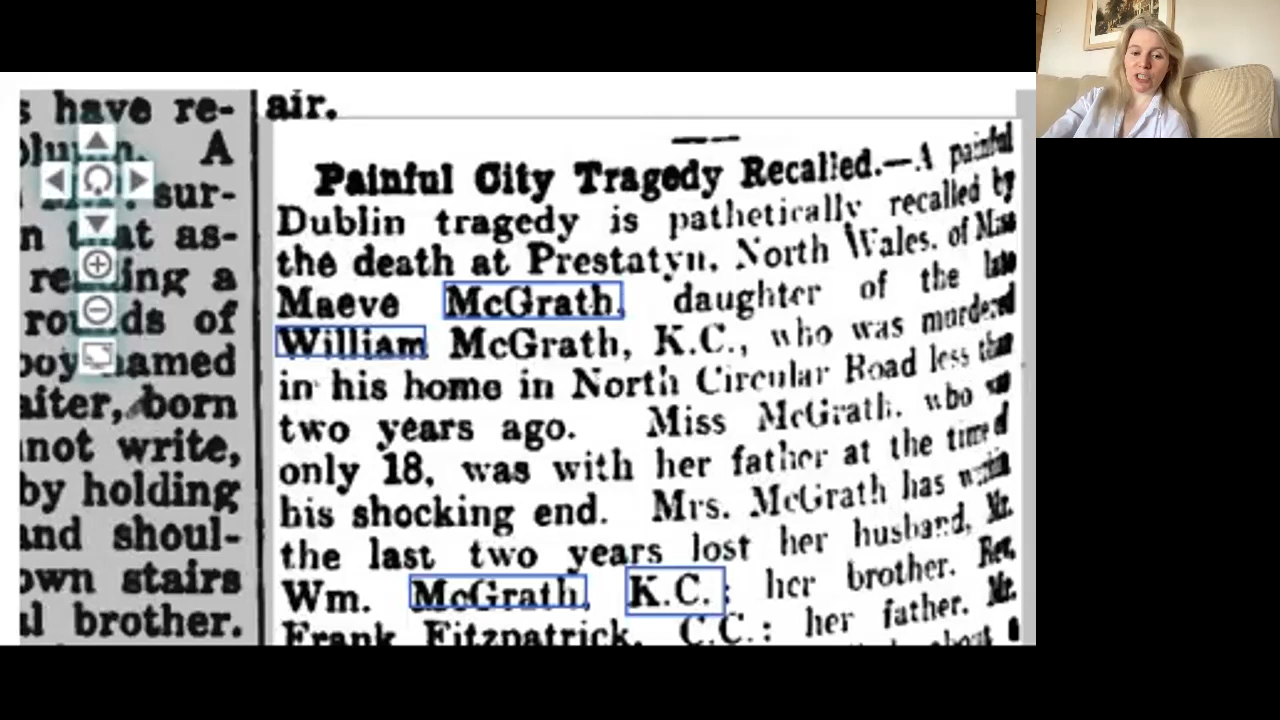 s have re-
A
sur-
as-
ing a
ds of
boy named
aiter, born
not write,
by holding
and shoul-
own stairs
brother.
air.
Painful City Tragedy Recalled.—A painful
Dublin tragedy is pathetically recalled by
the death at Prestatyn, North Wales, of Miss
Maeve McGrath, daughter of the late
William McGrath, K.C., who was murdered
in his home in North Circular Road less than
two years ago. Miss McGrath, who was
only 18, was with her father at the time of
his shocking end. Mrs. McGrath has within
the last two years lost her husband, Mr.
Wm. McGrath, K.C.; her brother, Rev.
Frank Fitzpatrick, C.C.; her father, Mr.
about